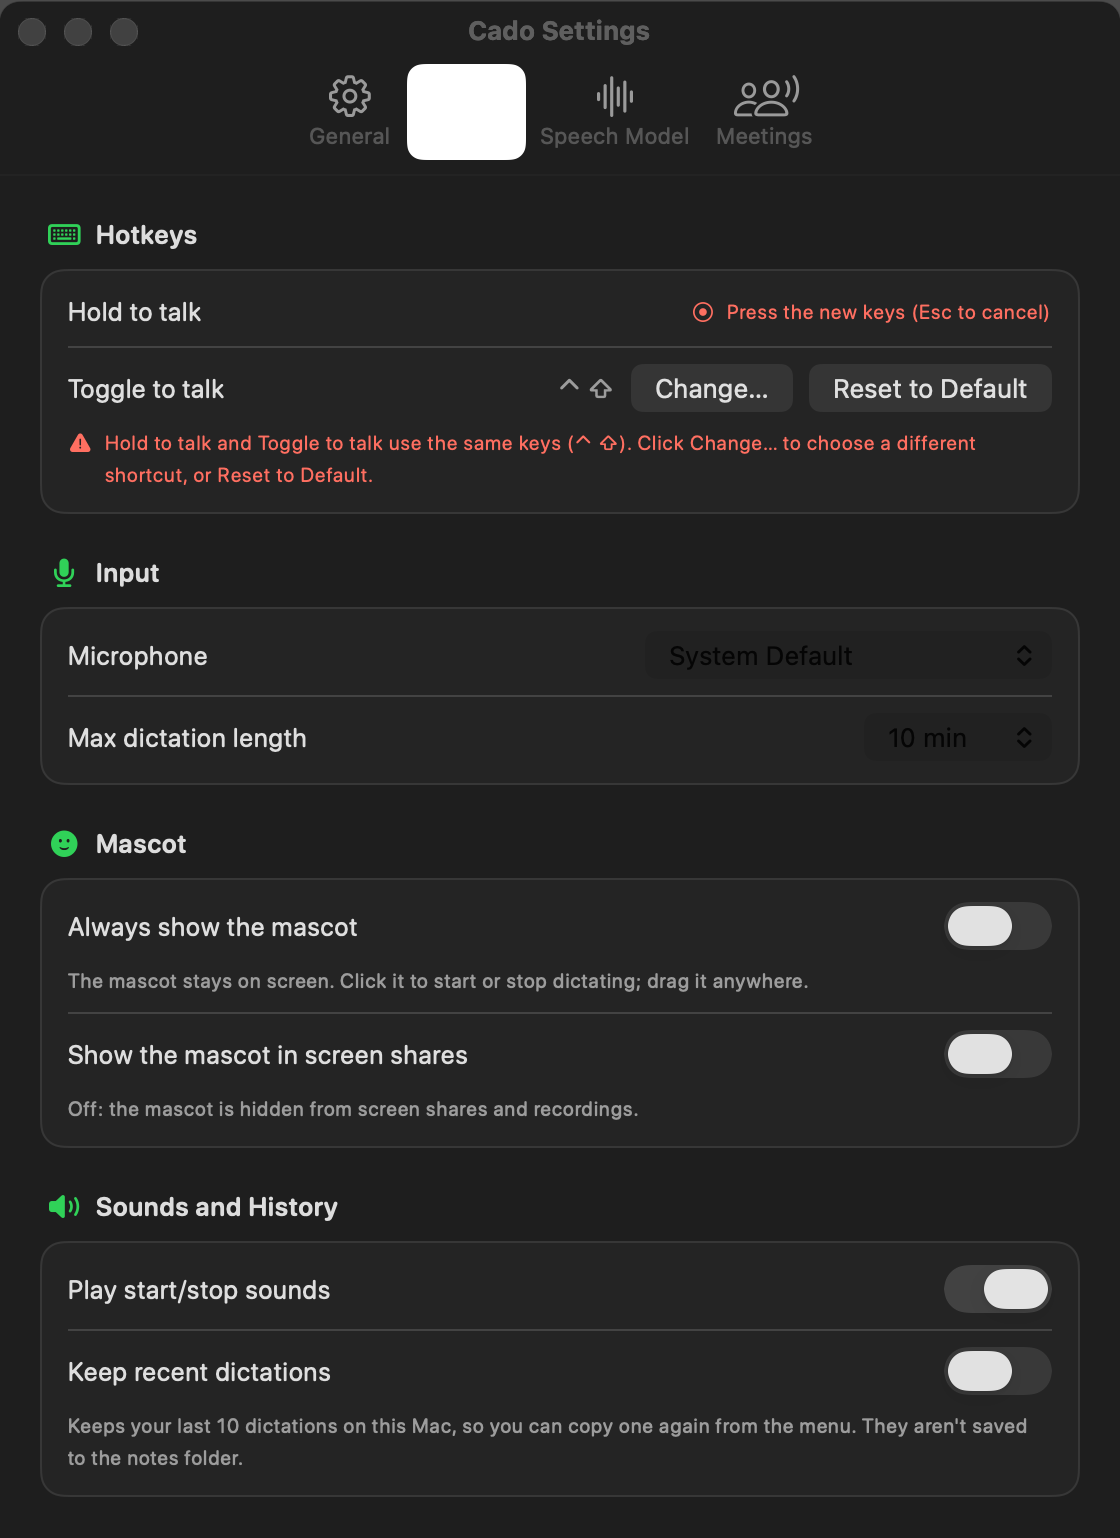 Cado Settings
General
Speech Model
Meetings
Hotkeys
Hold to talk
Press the new keys (Esc to cancel)
Toggle to talk
Change...
Reset to Default
Hold to talk and Toggle to talk use the same keys (⌃ ⇧). Click Change... to choose a different
shortcut, or Reset to Default.
Input
Microphone
System Default
Max dictation length
10 min
Mascot
Always show the mascot
The mascot stays on screen. Click it to start or stop dictating; drag it anywhere.
Show the mascot in screen shares
Off: the mascot is hidden from screen shares and recordings.
Sounds and History
Play start/stop sounds
Keep recent dictations
Keeps your last 10 dictations on this Mac, so you can copy one again from the menu. They aren't saved
to the notes folder.